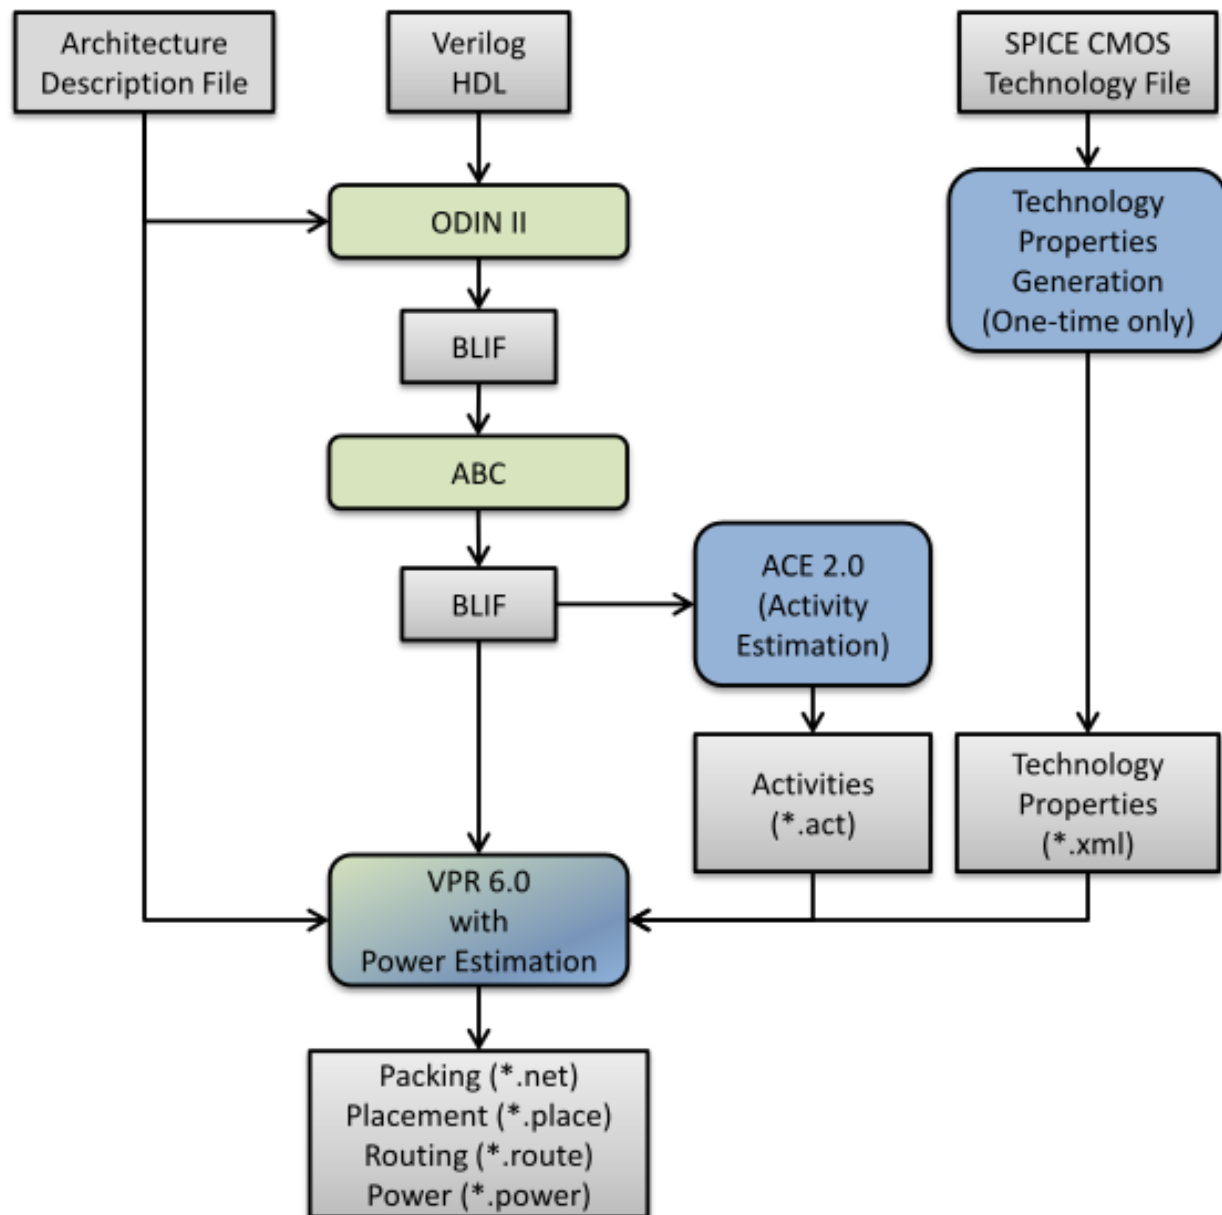 Architecture
Description File
Verilog
HDL
SPICE CMOS
Technology File
ODIN II
Technology
Properties
Generation
(One-time only)
BLIF
ABC
BLIF
ACE 2.0
(Activity
Estimation)
Activities
(*.act)
Technology
Properties
(*.xml)
VPR 6.0
with
Power Estimation
Packing (*.net)
Placement (*.place)
Routing (*.route)
Power (*.power)